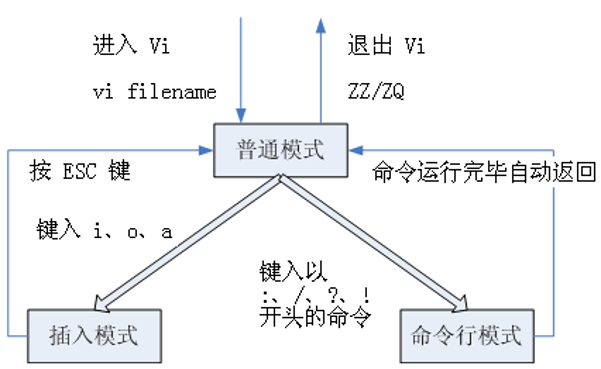 进入 Vi
vi filename
退出 Vi
ZZ/ZQ
普通模式
按 ESC 键
命令运行完毕自动返回
键入 i、o、a
键入以
:、/、?、!
开头的命令
插入模式
命令行模式